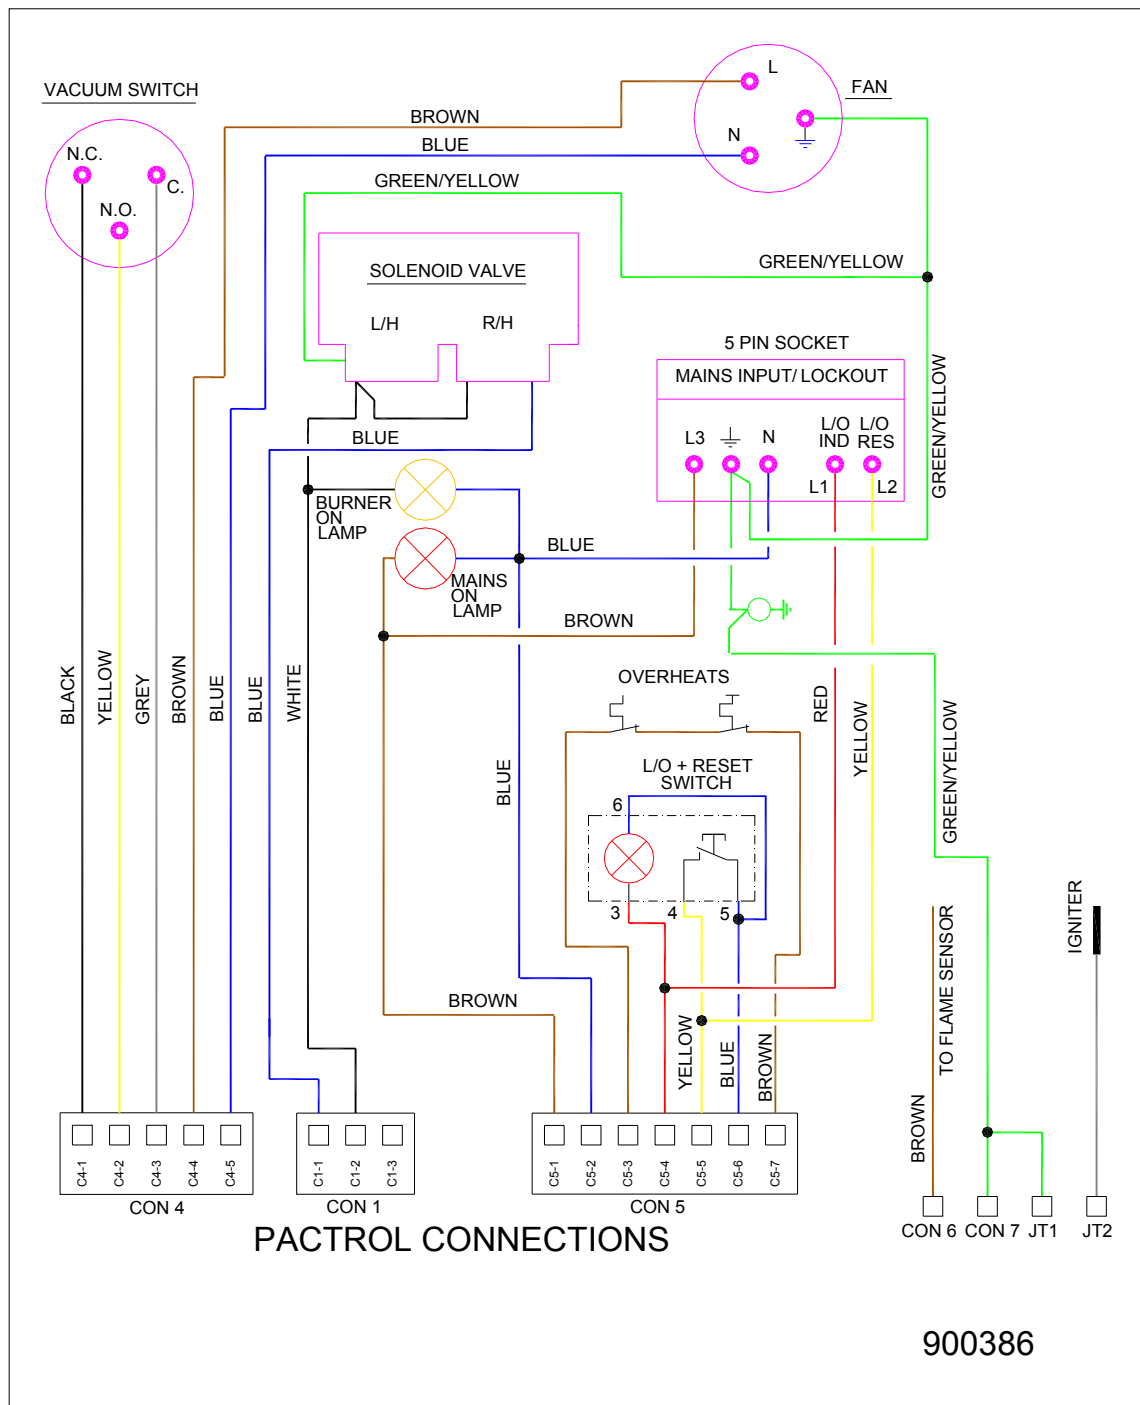 VACUUM SWITCH
N.C.
C.
N.O.
BROWN
BLUE
GREEN/YELLOW
L
N
FAN
SOLENOID VALVE
L/H
R/H
GREEN/YELLOW
5 PIN SOCKET
MAINS INPUT/ LOCKOUT
L3
N
L/O
IND
L/O
RES
L1
L2
GREEN/YELLOW
BLUE
BURNER
ON
LAMP
BLUE
MAINS
ON
LAMP
BROWN
BLACK
YELLOW
GREY
BROWN
BLUE
BLUE
WHITE
OVERHEATS
RED
YELLOW
L/O + RESET
SWITCH
BLUE
6
3
4
5
GREEN/YELLOW
IGNITER
TO FLAME SENSOR
BROWN
BROWN
YELLOW
BLUE
BROWN
C4-1
C4-2
C4-3
C4-4
C4-5
CON 4
C1-1
C1-2
C1-3
CON 1
C5-1
C5-2
C5-3
C5-4
C5-5
C5-6
C5-7
CON 5
CON 6
CON 7
JT1
JT2
PACTROL CONNECTIONS
900386